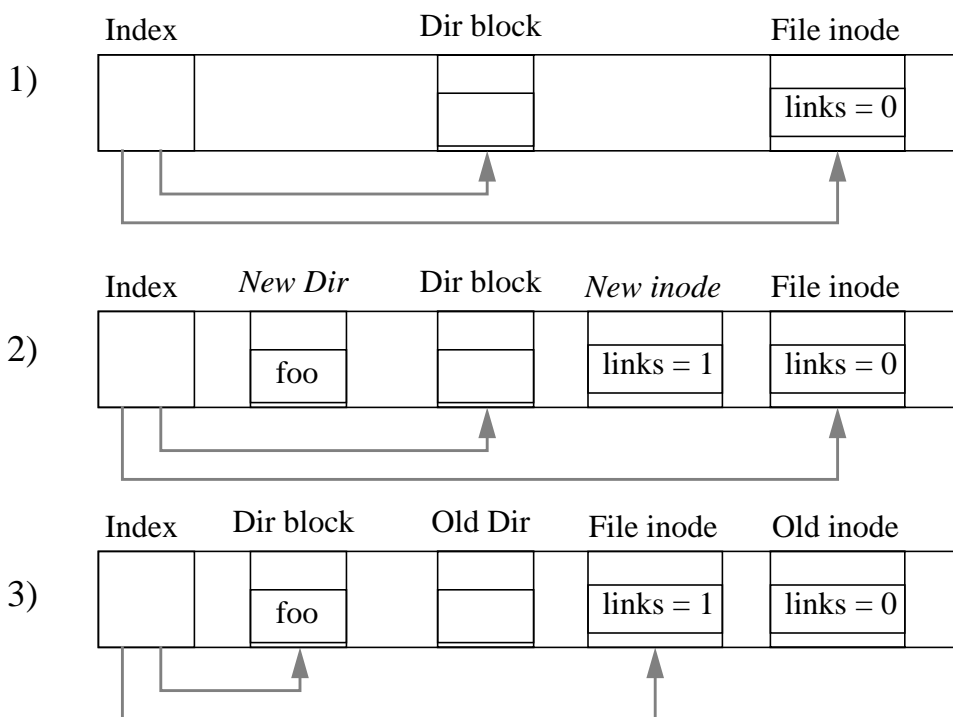 Index Dir block File inode
1)
links = 0
Index New Dir Dir block New inode File inode
2)
foo links = 1 links = 0
Index Dir block Old Dir File inode Old inode
3)
foo links = 1 links = 0